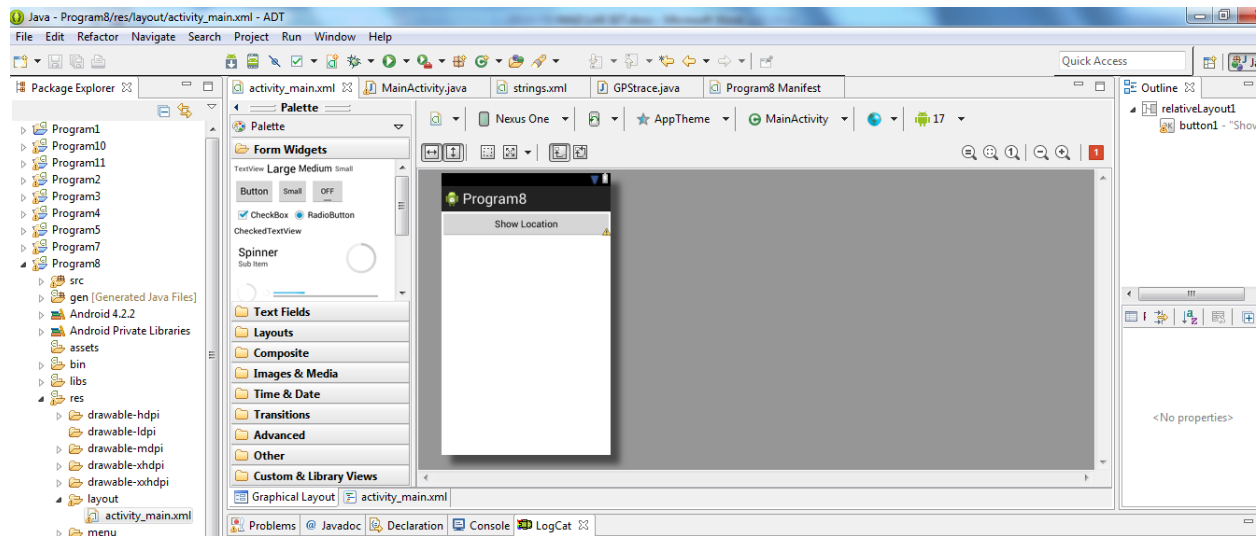 Java - Program8/res/layout/activity_main.xml - ADT
File Edit Refactor Navigate Search Project Run Window Help
Quick Access
Package Explorer
activity_main.xml
MainActivity.java
strings.xml
GPStrace.java
Program8 Manifest
Outline
Program1
Program10
Program11
Program2
Program3
Program4
Program5
Program7
Program8
src
gen [Generated Java Files]
Android 4.2.2
Android Private Libraries
assets
bin
libs
res
drawable-hdpi
drawable-ldpi
drawable-mdpi
drawable-xhdpi
drawable-xxhdpi
layout
activity_main.xml
menu
Palette
Palette
Form Widgets
TextView Large Medium Small
Button Small OFF
CheckBox RadioButton
CheckedTextView
Spinner
Sub Item
Text Fields
Layouts
Composite
Images & Media
Time & Date
Transitions
Advanced
Other
Custom & Library Views
Graphical Layout
activity_main.xml
Nexus One
AppTheme
MainActivity
17
1
Program8
Show Location
relativeLayout1
button1 - "Show
<No properties>
Problems
Javadoc
Declaration
Console
LogCat